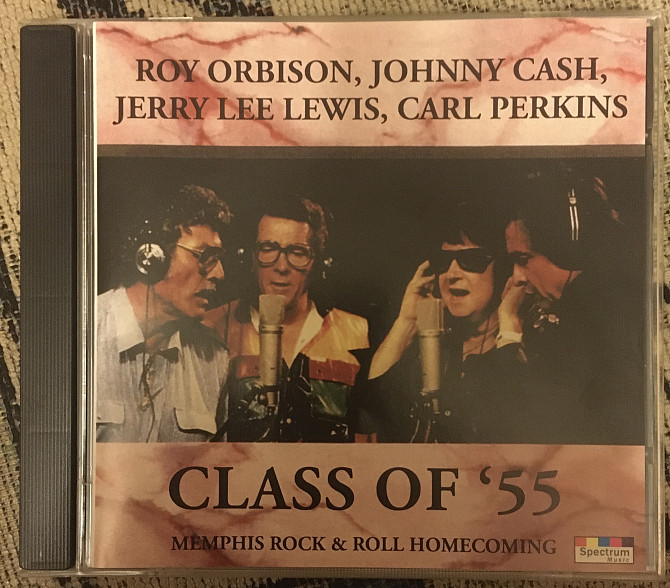 ROY ORBISON, JOHNNY CASH,
JERRY LEE LEWIS, CARL PERKINS
CLASS OF ‘55
MEMPHIS ROCK & ROLL HOMECOMING
Spectrum
Music